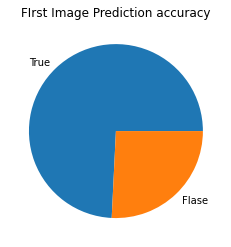 FIrst Image Prediction accuracy
True
Flase